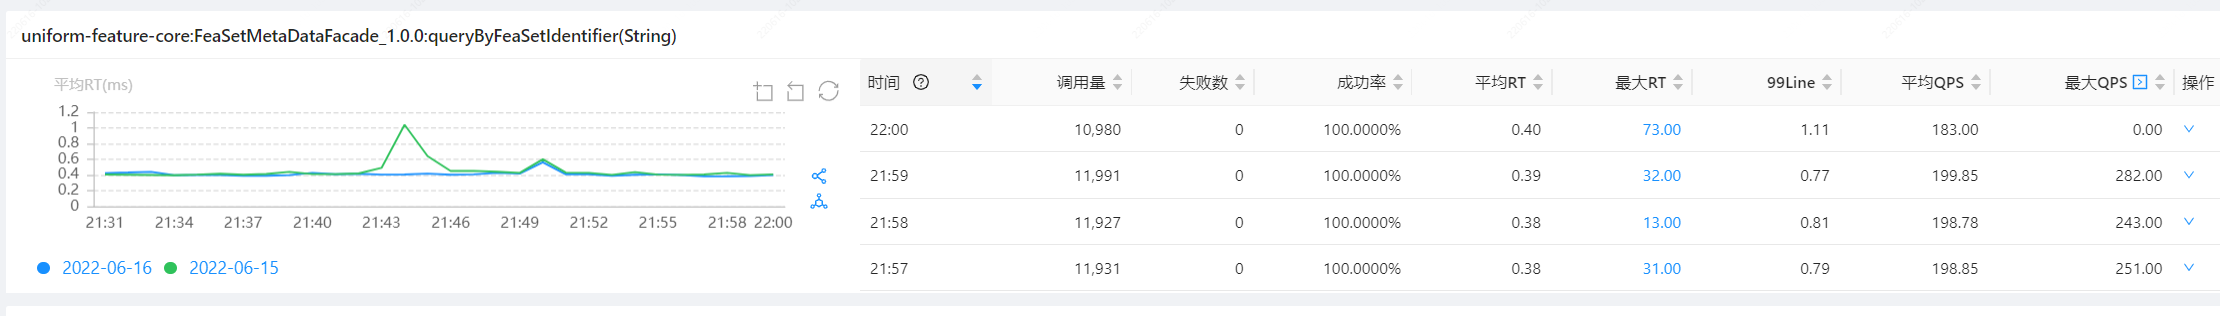 uniform-feature-core:FeaSetMetaDataFacade_1.0.0:queryByFeaSetIdentifier(String)
平均RT(ms)
1.2
1
0.8
0.6
0.4
0.2
0
21:31 21:34 21:37 21:40 21:43 21:46 21:49 21:52 21:55 21:58 22:00
2022-06-16 2022-06-15
时间 调用量 失败数 成功率 平均RT 最大RT 99Line 平均QPS 最大QPS 操作
22:00 10,980 0 100.0000% 0.40 73.00 1.11 183.00 0.00
21:59 11,991 0 100.0000% 0.39 32.00 0.77 199.85 282.00
21:58 11,927 0 100.0000% 0.38 13.00 0.81 198.78 243.00
21:57 11,931 0 100.0000% 0.38 31.00 0.79 198.85 251.00